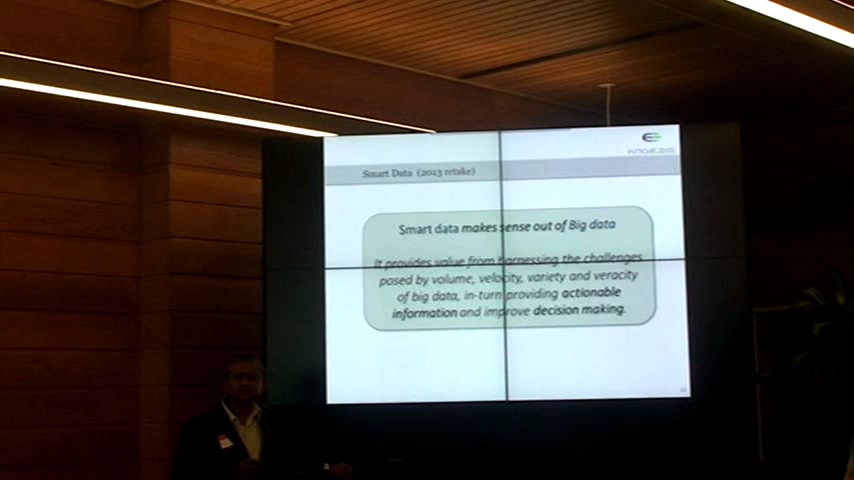 KNO.E.SIS
Smart Data (2013 retake)
Smart data makes sense out of Big data
It provides value from harnessing the challenges
posed by volume, velocity, variety and veracity
of big data, in-turn providing actionable
information and improve decision making.